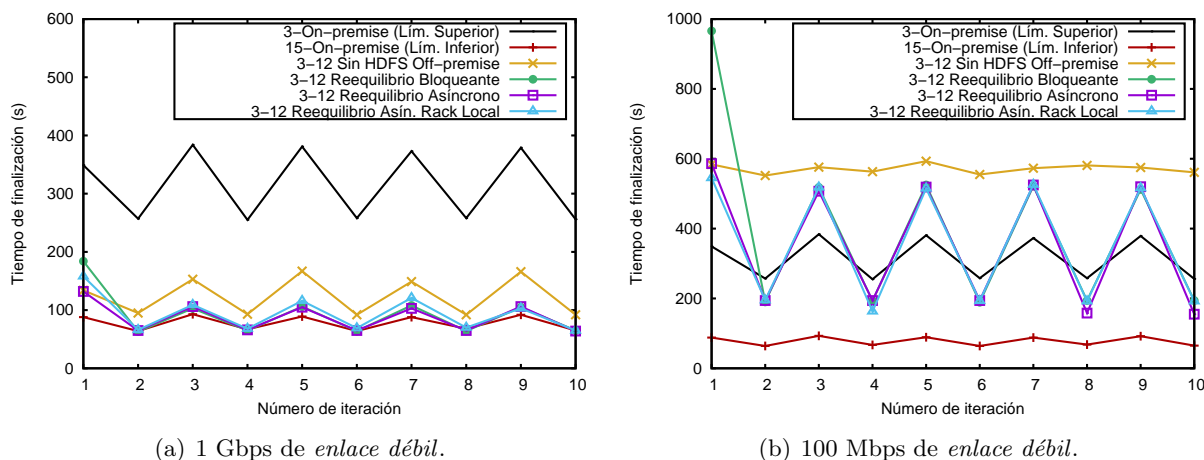 600
500
400
300
200
100
0
Tiempo de finalización (s)
3−On−premise (Lím. Superior)
15−On−premise (Lím. Inferior)
3−12 Sin HDFS Off−premise
3−12 Reequilibrio Bloqueante
3−12 Reequilibrio Asíncrono
3−12 Reequilibrio Asín. Rack Local
1 2 3 4 5 6 7 8 9 10
Número de iteración
(a) 1 Gbps de enlace débil.
1000
800
600
400
200
0
Tiempo de finalización (s)
3−On−premise (Lím. Superior)
15−On−premise (Lím. Inferior)
3−12 Sin HDFS Off−premise
3−12 Reequilibrio Bloqueante
3−12 Reequilibrio Asíncrono
3−12 Reequilibrio Asín. Rack Local
1 2 3 4 5 6 7 8 9 10
Número de iteración
(b) 100 Mbps de enlace débil.